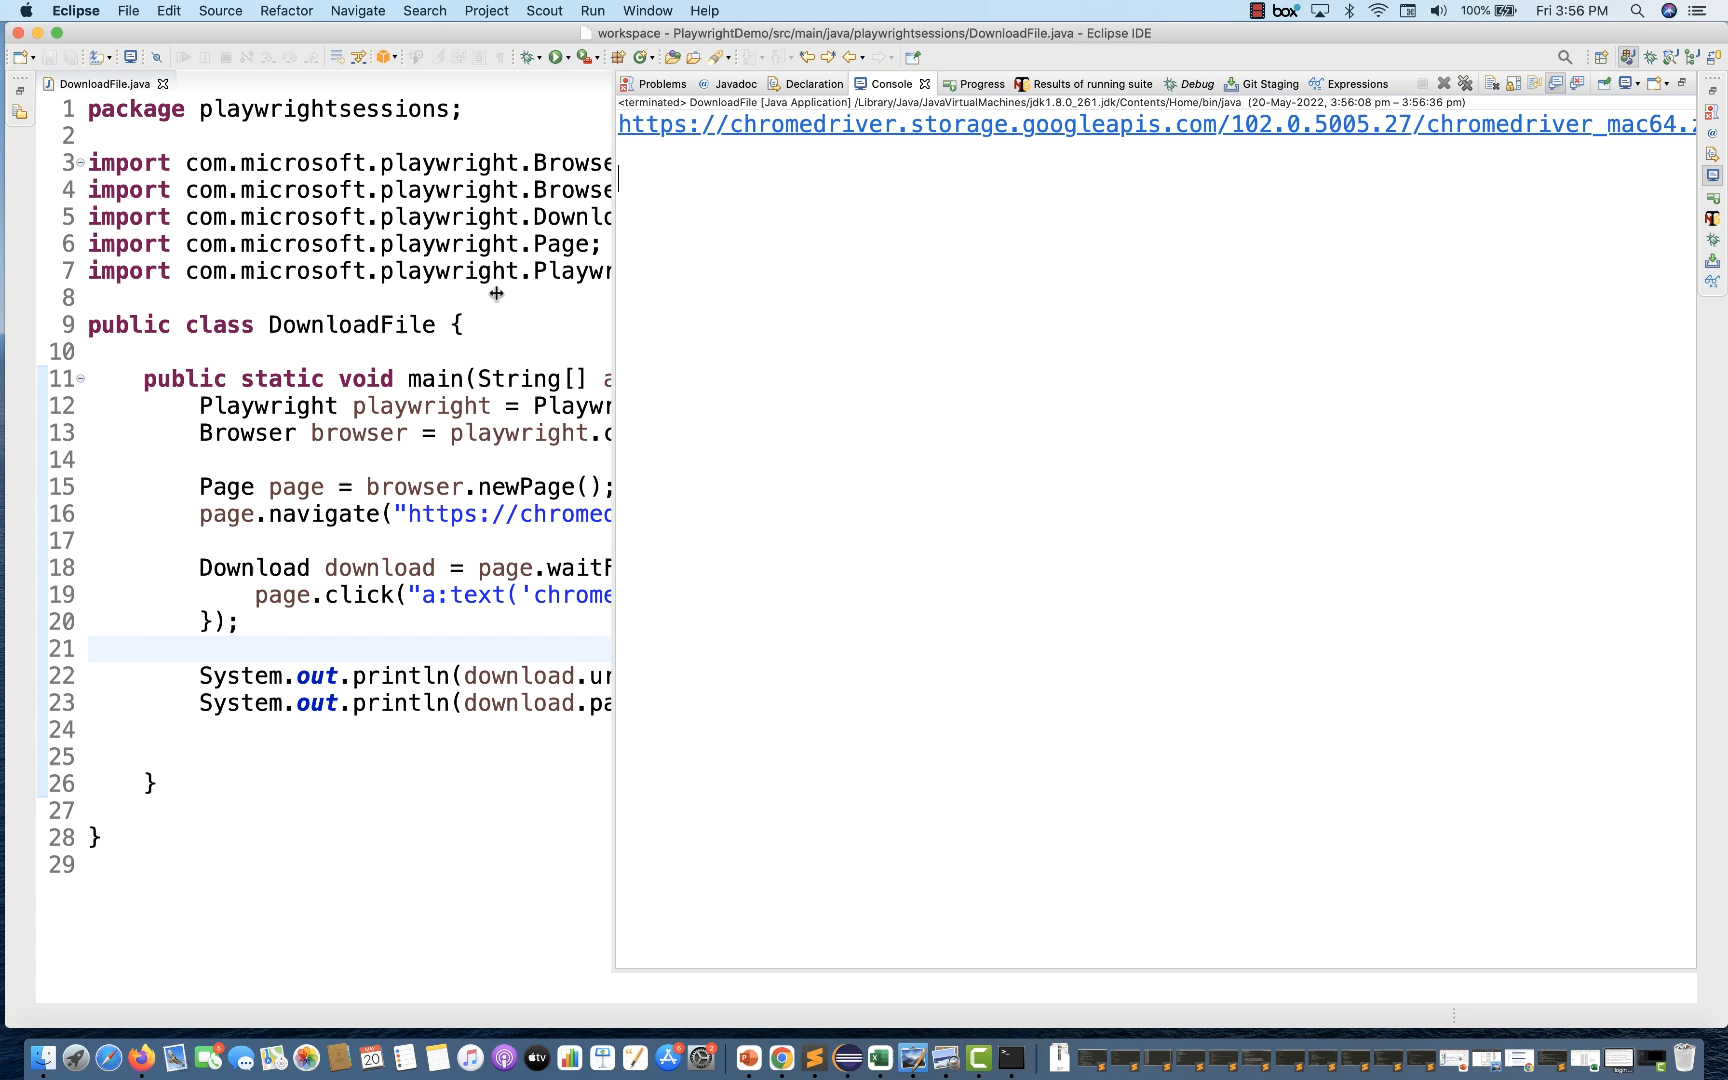 Eclipse File Edit Source Refactor Navigate Search Project Scout Run Window Help
box 100% Fri 3:56 PM
workspace - PlaywrightDemo/src/main/java/playwrightsessions/DownloadFile.java - Eclipse IDE
DownloadFile.java
Problems Javadoc Declaration Console Progress Results of running suite Debug Git Staging Expressions
<terminated> DownloadFile [Java Application] /Library/Java/JavaVirtualMachines/jdk1.8.0_261.jdk/Contents/Home/bin/java (20-May-2022, 3:56:08 pm – 3:56:36 pm)
https://chromedriver.storage.googleapis.com/102.0.5005.27/chromedriver_mac64.z
1 package playwrightsessions;
2
3 import com.microsoft.playwright.Browse
4 import com.microsoft.playwright.Browse
5 import com.microsoft.playwright.Downlo
6 import com.microsoft.playwright.Page;
7 import com.microsoft.playwright.Playwr
8
9 public class DownloadFile {
10
11 public static void main(String[] a
12 Playwright playwright = Playwr
13 Browser browser = playwright.c
14
15 Page page = browser.newPage();
16 page.navigate("https://chromed
17
18 Download download = page.waitF
19 page.click("a:text('chrome
20 });
21
22 System.out.println(download.ur
23 System.out.println(download.pa
24
25
26 }
27
28 }
29